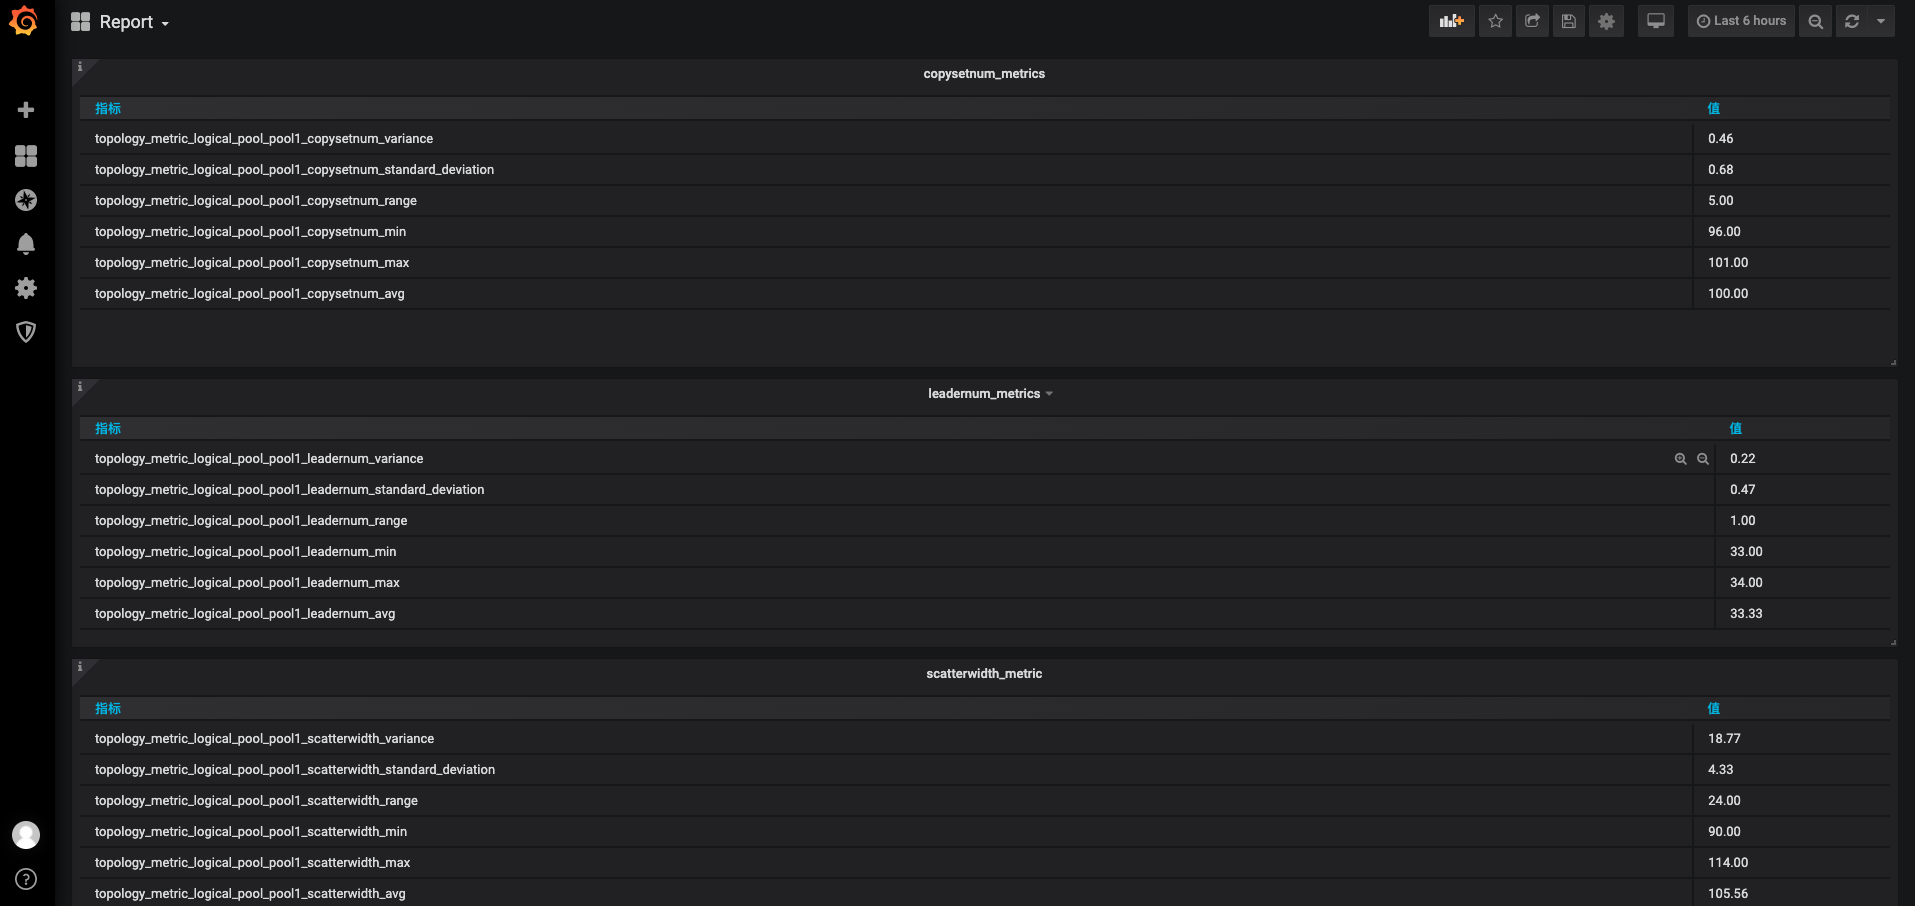 Report
Last 6 hours
copysetnum_metrics
指标 值
topology_metric_logical_pool_pool1_copysetnum_variance 0.46
topology_metric_logical_pool_pool1_copysetnum_standard_deviation 0.68
topology_metric_logical_pool_pool1_copysetnum_range 5.00
topology_metric_logical_pool_pool1_copysetnum_min 96.00
topology_metric_logical_pool_pool1_copysetnum_max 101.00
topology_metric_logical_pool_pool1_copysetnum_avg 100.00
leadernum_metrics
指标 值
topology_metric_logical_pool_pool1_leadernum_variance 0.22
topology_metric_logical_pool_pool1_leadernum_standard_deviation 0.47
topology_metric_logical_pool_pool1_leadernum_range 1.00
topology_metric_logical_pool_pool1_leadernum_min 33.00
topology_metric_logical_pool_pool1_leadernum_max 34.00
topology_metric_logical_pool_pool1_leadernum_avg 33.33
scatterwidth_metric
指标 值
topology_metric_logical_pool_pool1_scatterwidth_variance 18.77
topology_metric_logical_pool_pool1_scatterwidth_standard_deviation 4.33
topology_metric_logical_pool_pool1_scatterwidth_range 24.00
topology_metric_logical_pool_pool1_scatterwidth_min 90.00
topology_metric_logical_pool_pool1_scatterwidth_max 114.00
topology_metric_logical_pool_pool1_scatterwidth_avg 105.56